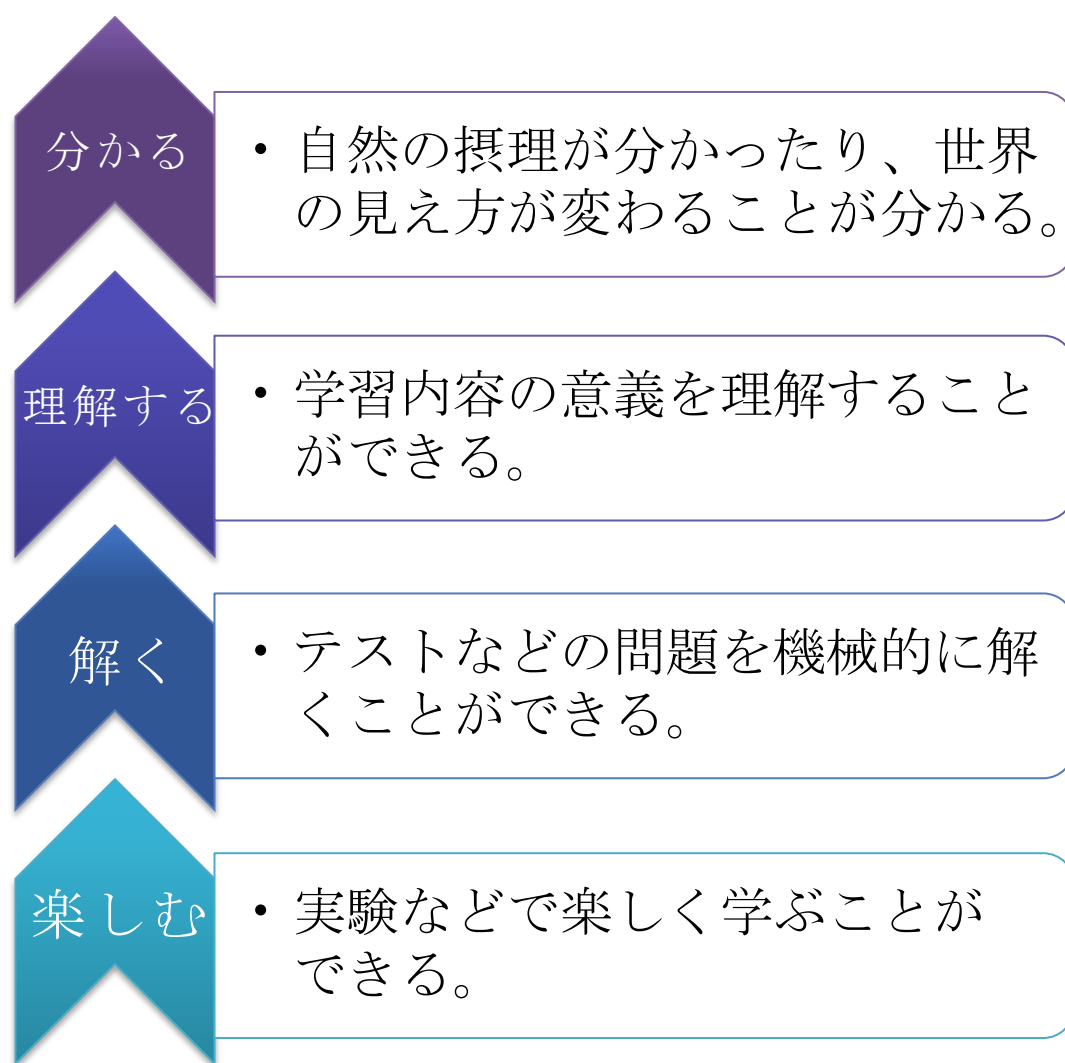 分かる
・自然の摂理が分かったり、世界
の見え方が変わることが分かる。
理解する
・学習内容の意義を理解すること
ができる。
解く
・テストなどの問題を機械的に解
くことができる。
楽しむ
・実験などで楽しく学ぶことが
できる。